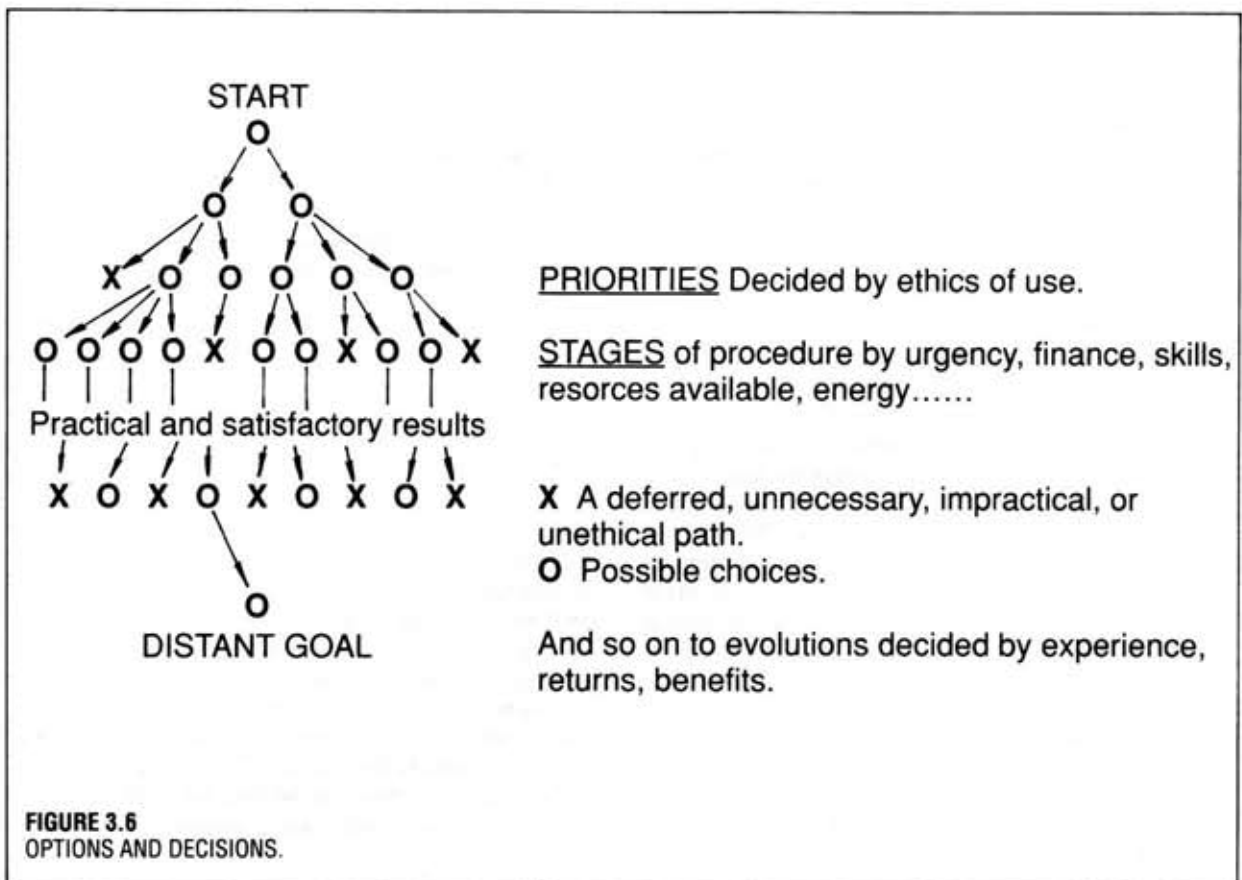 START
O
O O
X O O O O O
PRIORITIES Decided by ethics of use.
O O O O X O O X O O X
STAGES of procedure by urgency, finance, skills,
resorces available, energy......
Practical and satisfactory results
X O X O X O X O X
X A deferred, unnecessary, impractical, or
unethical path.
O Possible choices.
O
DISTANT GOAL
And so on to evolutions decided by experience,
returns, benefits.
FIGURE 3.6
OPTIONS AND DECISIONS.